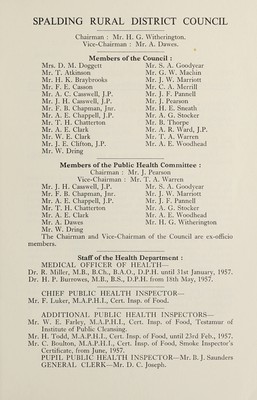 SPALDING RURAL DISTRICT COUNCIL
Chairman : Mr. H. G. Witherington.
Vice-Chairman : Mr. A. Dawes.
Members of the Council :
Mrs. D. M. Doggett Mr. S. A. Goodyear
Mr. T. Atkinson Mr. G. W. Machin
Mr. H. K. Braybrooks Mr. J. W. Marriott
Mr. F. E. Casson Mr. C. A. Merrill
Mr. A. C. Casswell, J.P. Mr. J. F. Pannell
Mr. J. H. Casswell, J.P. Mr. J. Pearson
Mr. F. B. Chapman, Jnr. Mr. H. E. Sneath
Mr. A. E. Chappell, J.P. Mr. A. G. Stocker
Mr. T. H. Chatterton Mr. B. Thorpe
Mr. A. E. Clark Mr. A. R. Ward, J.P.
Mr. W. E. Clark Mr. T. A. Warren
Mr. J. E. Clifton, J.P. Mr. A. E. Woodhead
Mr. W. Dring
Members of the Public Health Committee :
Chairman : Mr. J. Pearson
Vice-Chairman : Mr. T. A. Warren
Mr. J. H. Casswell, J.P. Mr. S. A. Goodyear
Mr. F. B. Chapman, Jnr. Mr. J. W. Marriott
Mr. A. E. Chappell, J.P. Mr. J. F. Pannell
Mr. T. H. Chatterton Mr. A. G. Stocker
Mr. A. E. Clark Mr. A. E. Woodhead
Mr. A. Dawes Mr. H. G. Witherington
Mr. W. Dring
The Chairman and Vice-Chairman of the Council are ex-officio
members.
Staff of the Health Department :
MEDICAL OFFICER OF HEALTH—
Dr. R. Miller, M.B., B.Ch., B.A.O., D.P.H. until 31st January, 1957.
Dr. H. P. Burrowes, M.B., B.S., D.P.H. from 18th May, 1957.
CHIEF PUBLIC HEALTH INSPECTOR—
Mr. F. Luker, M.A.P.H.I., Cert. Insp. of Food.
ADDITIONAL PUBLIC HEALTH INSPECTORS—
Mr. W. E. Farley, M.A.P.H.I., Cert. Insp. of Food, Testamur of
Institute of Public Cleansing.
Mr. H. Todd, M.A.P.H.I., Cert. Insp. of Food, until 23rd Feb., 1957.
Mr. C. Boulton, M.A.P.H.I., Cert. Insp. of Food, Smoke Inspector's
Certificate, from June, 1957.
PUPIL PUBLIC HEALTH INSPECTOR—Mr. B. J. Saunders
GENERAL CLERK—Mr. D. C. Joseph.